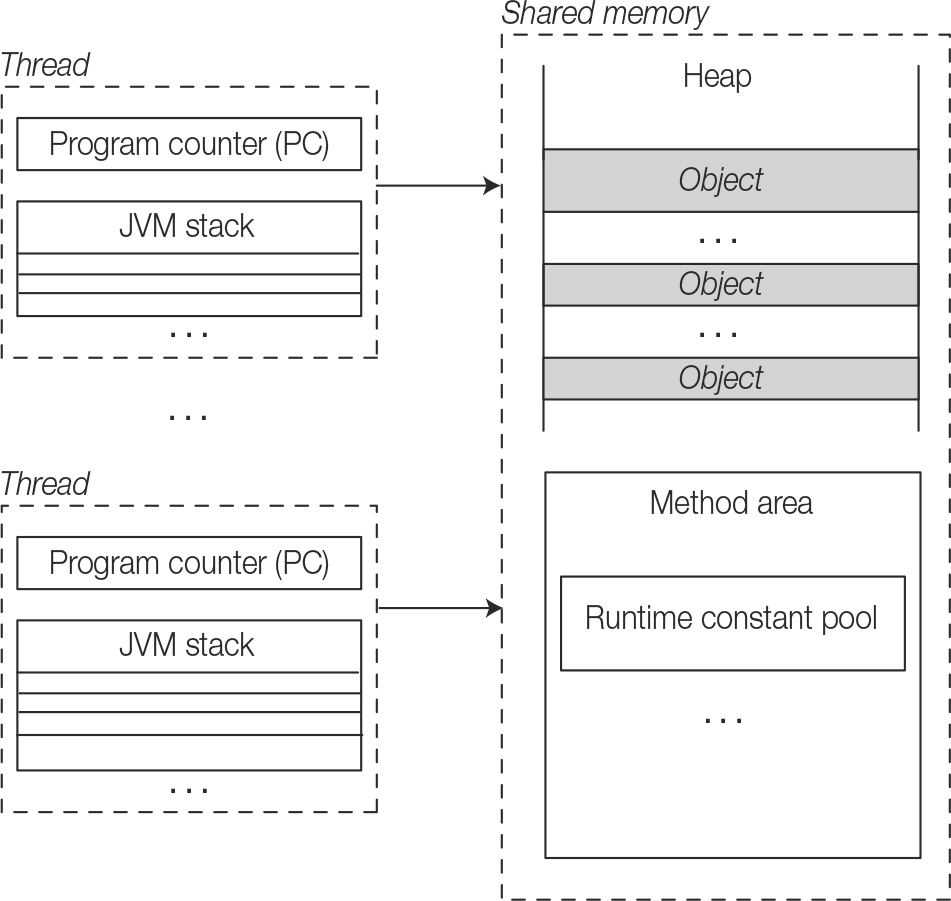 Thread
Program counter (PC)
JVM stack
...
...
Thread
Program counter (PC)
JVM stack
...
Shared memory
Heap
Object
...
Object
...
Object
Method area
Runtime constant pool
...